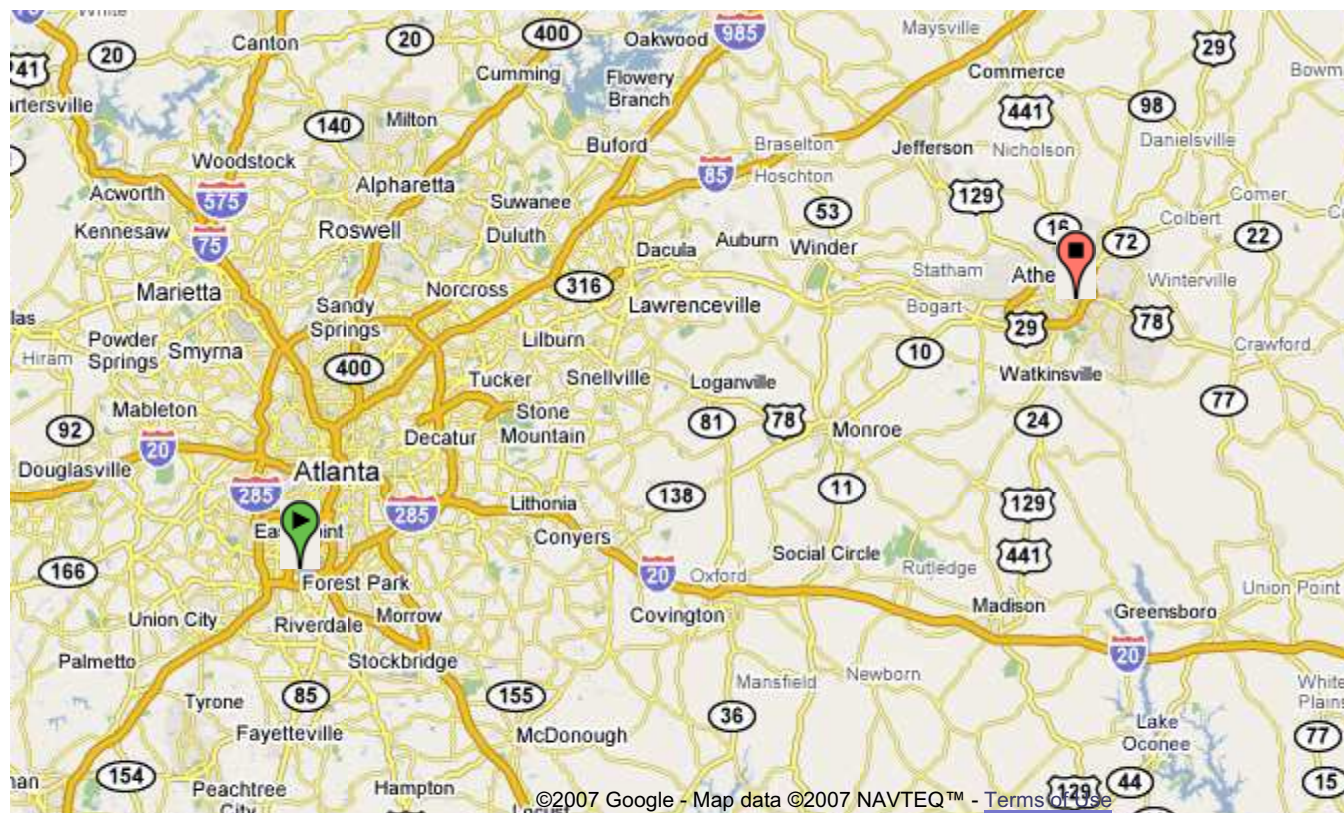 White
Canton
20
400
Oakwood
985
Maysville
29
20
41
Cumming
Flowery
Branch
Commerce
Bowm
artersville
441
98
140
Milton
Buford
Braselton
Jefferson
Nicholson
Danielsville
Woodstock
85
Hoschton
Acworth
575
Alpharetta
Suwanee
129
Comer
Kennesaw
75
Roswell
Duluth
53
16
72
Colbert
22
Dacula
Auburn
Winder
Marietta
Norcross
316
Statham
Athe
Winterville
Sandy
Springs
Lawrenceville
Bogart
las
Powder
Springs
Smyrna
Lilburn
29
78
Hiram
400
Tucker
Snellville
Loganville
10
Crawford
Watkinsville
Mableton
Stone
Mountain
77
92
20
Decatur
81
78
Monroe
24
Douglasville
Atlanta
285
285
Lithonia
138
11
129
Conyers
Social Circle
441
166
Forest Park
20
Oxford
Rutledge
Union Point
Union City
Riverdale
Morrow
Covington
Madison
Greensboro
Palmetto
Stockbridge
20
Mansfield
Newborn
White
Plains
Tyrone
85
155
36
Fayetteville
McDonough
Lake
Oconee
77
154
Peachtree
City
Hampton
129
44
15
©2007 Google - Map data ©2007 NAVTEQ™ - Terms of Use